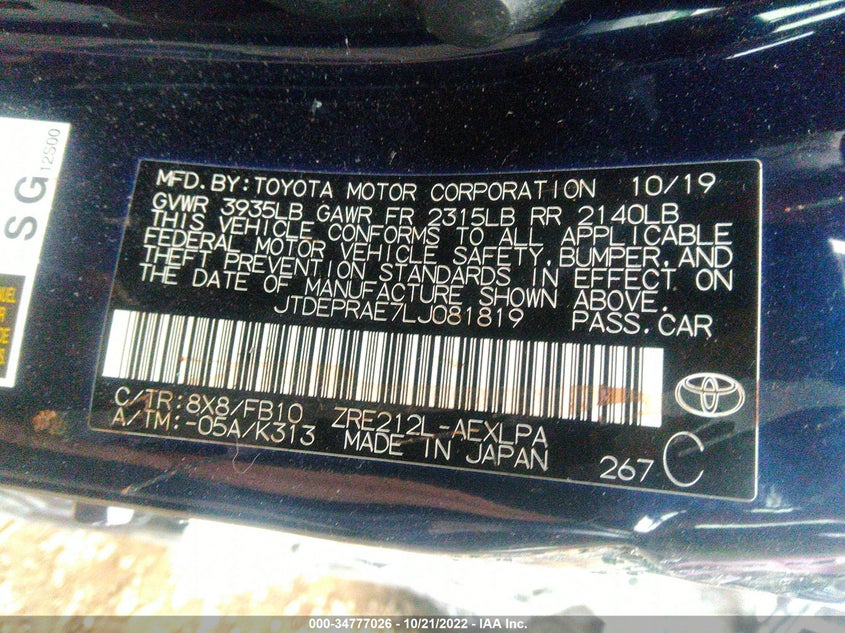 SG
12S00
MFD.BY:TOYOTA MOTOR CORPORATION 10/19
GVWR 3935LB GAWR FR 2315LB RR 2140LB
THIS VEHICLE CONFORMS TO ALL APPLICABLE
FEDERAL MOTOR VEHICLE SAFETY,BUMPER,AND
THEFT PREVENTION STANDARDS IN EFFECT ON
THE DATE OF MANUFACTURE SHOWN ABOVE.
JTDEPRAE7LJ081819 PASS.CAR
C/TR:8X8/FB10 ZRE212L-AEXLPA
A/TM:-05A/K313 MADE IN JAPAN
267 C
000-34777026 - 10/21/2022 - IAA Inc.